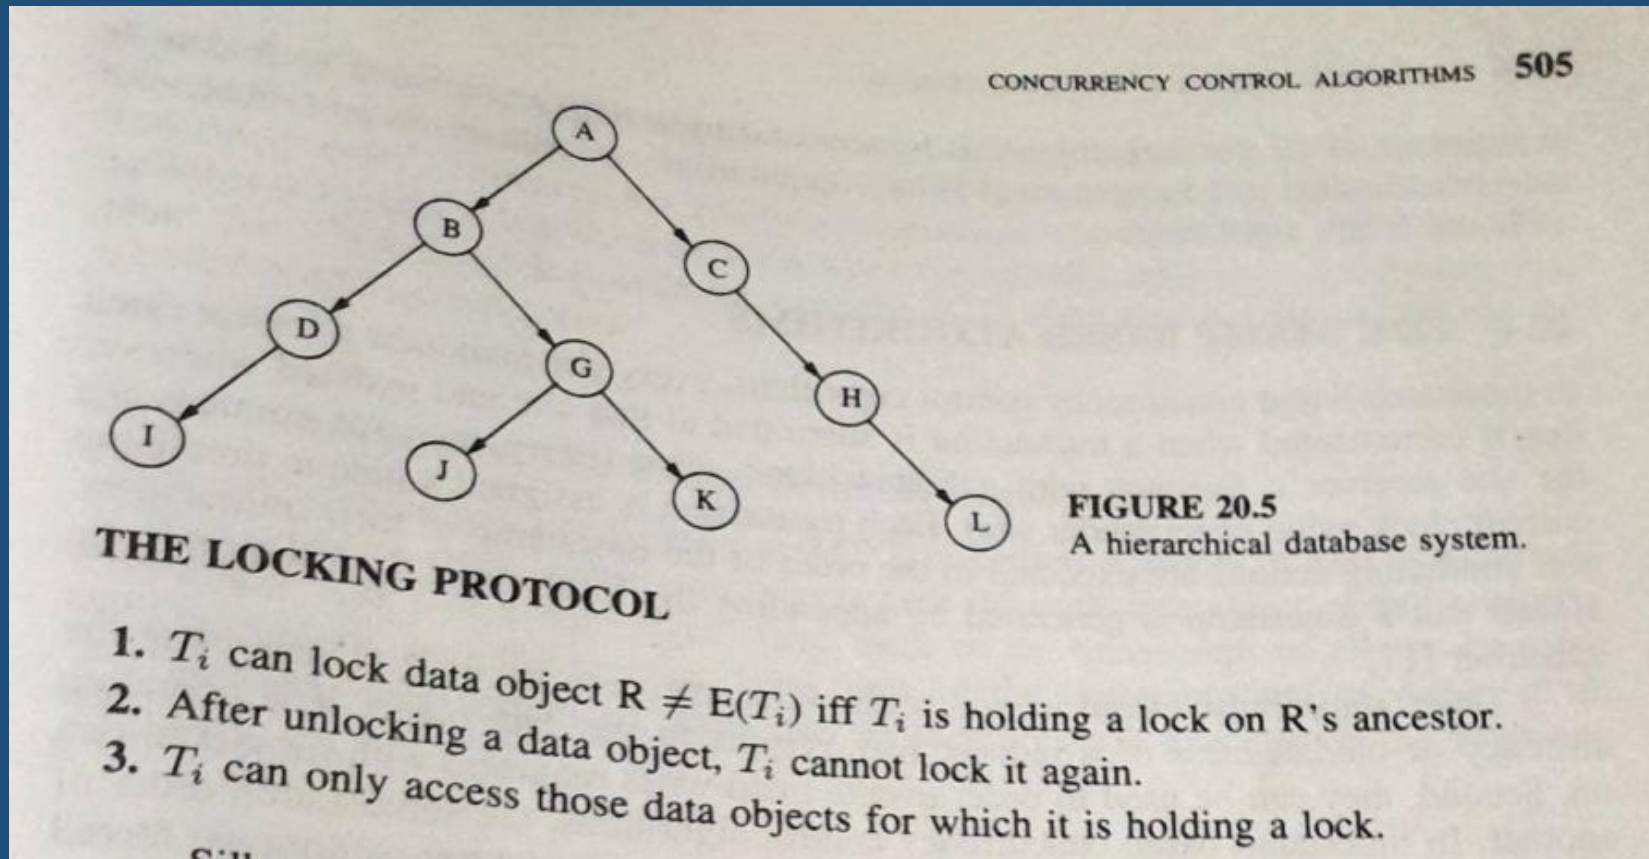 CONCURRENCY CONTROL ALGORITHMS 505
A
B
C
D
G
H
I
J
K
L
FIGURE 20.5
A hierarchical database system.
THE LOCKING PROTOCOL
1. Tᵢ can lock data object R ≠ E(Tᵢ) iff Tᵢ is holding a lock on R's ancestor.
2. After unlocking a data object, Tᵢ cannot lock it again.
3. Tᵢ can only access those data objects for which it is holding a lock.